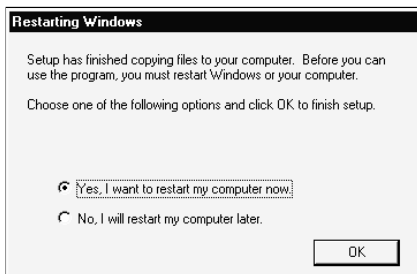 Restarting Windows
Setup has finished copying files to your computer. Before you can
use the program, you must restart Windows or your computer.
Choose one of the following options and click OK to finish setup.
Yes, I want to restart my computer now.
No, I will restart my computer later.
OK